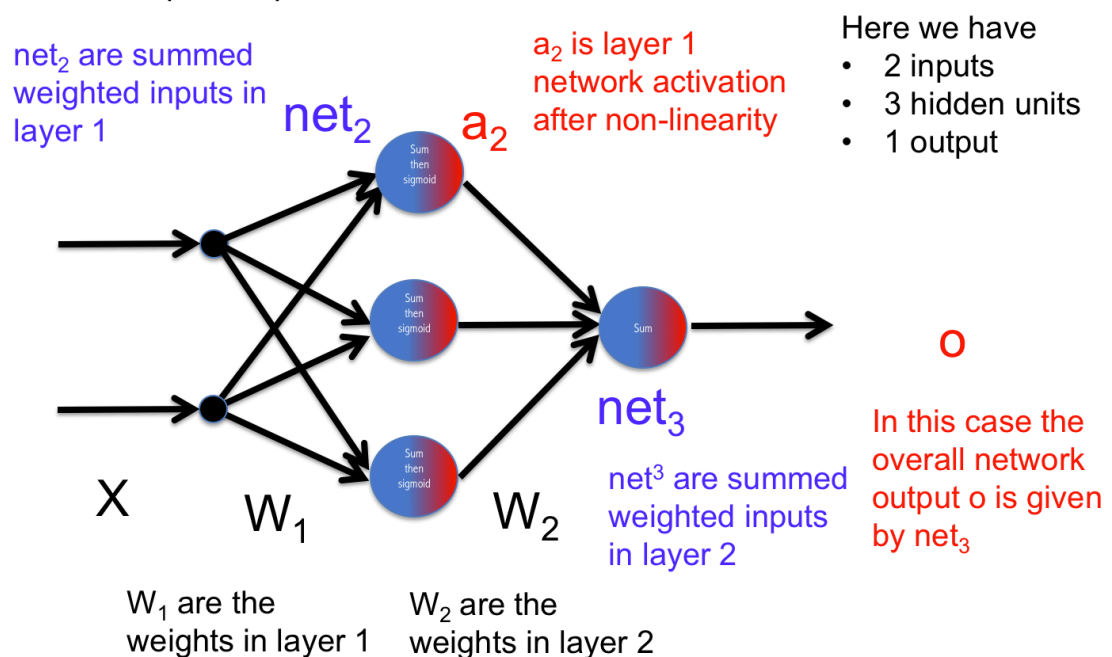 net₂ are summed
weighted inputs in
layer 1
net₂
a₂
a₂ is layer 1
network activation
after non-linearity
Here we have
• 2 inputs
• 3 hidden units
• 1 output
Sum
then
sigmoid
Sum
then
sigmoid
Sum
then
sigmoid
Sum
o
net₃
X
W₁
W₂
net³ are summed
weighted inputs
in layer 2
In this case the
overall network
output o is given
by net₃
W₁ are the
weights in layer 1
W₂ are the
weights in layer 2